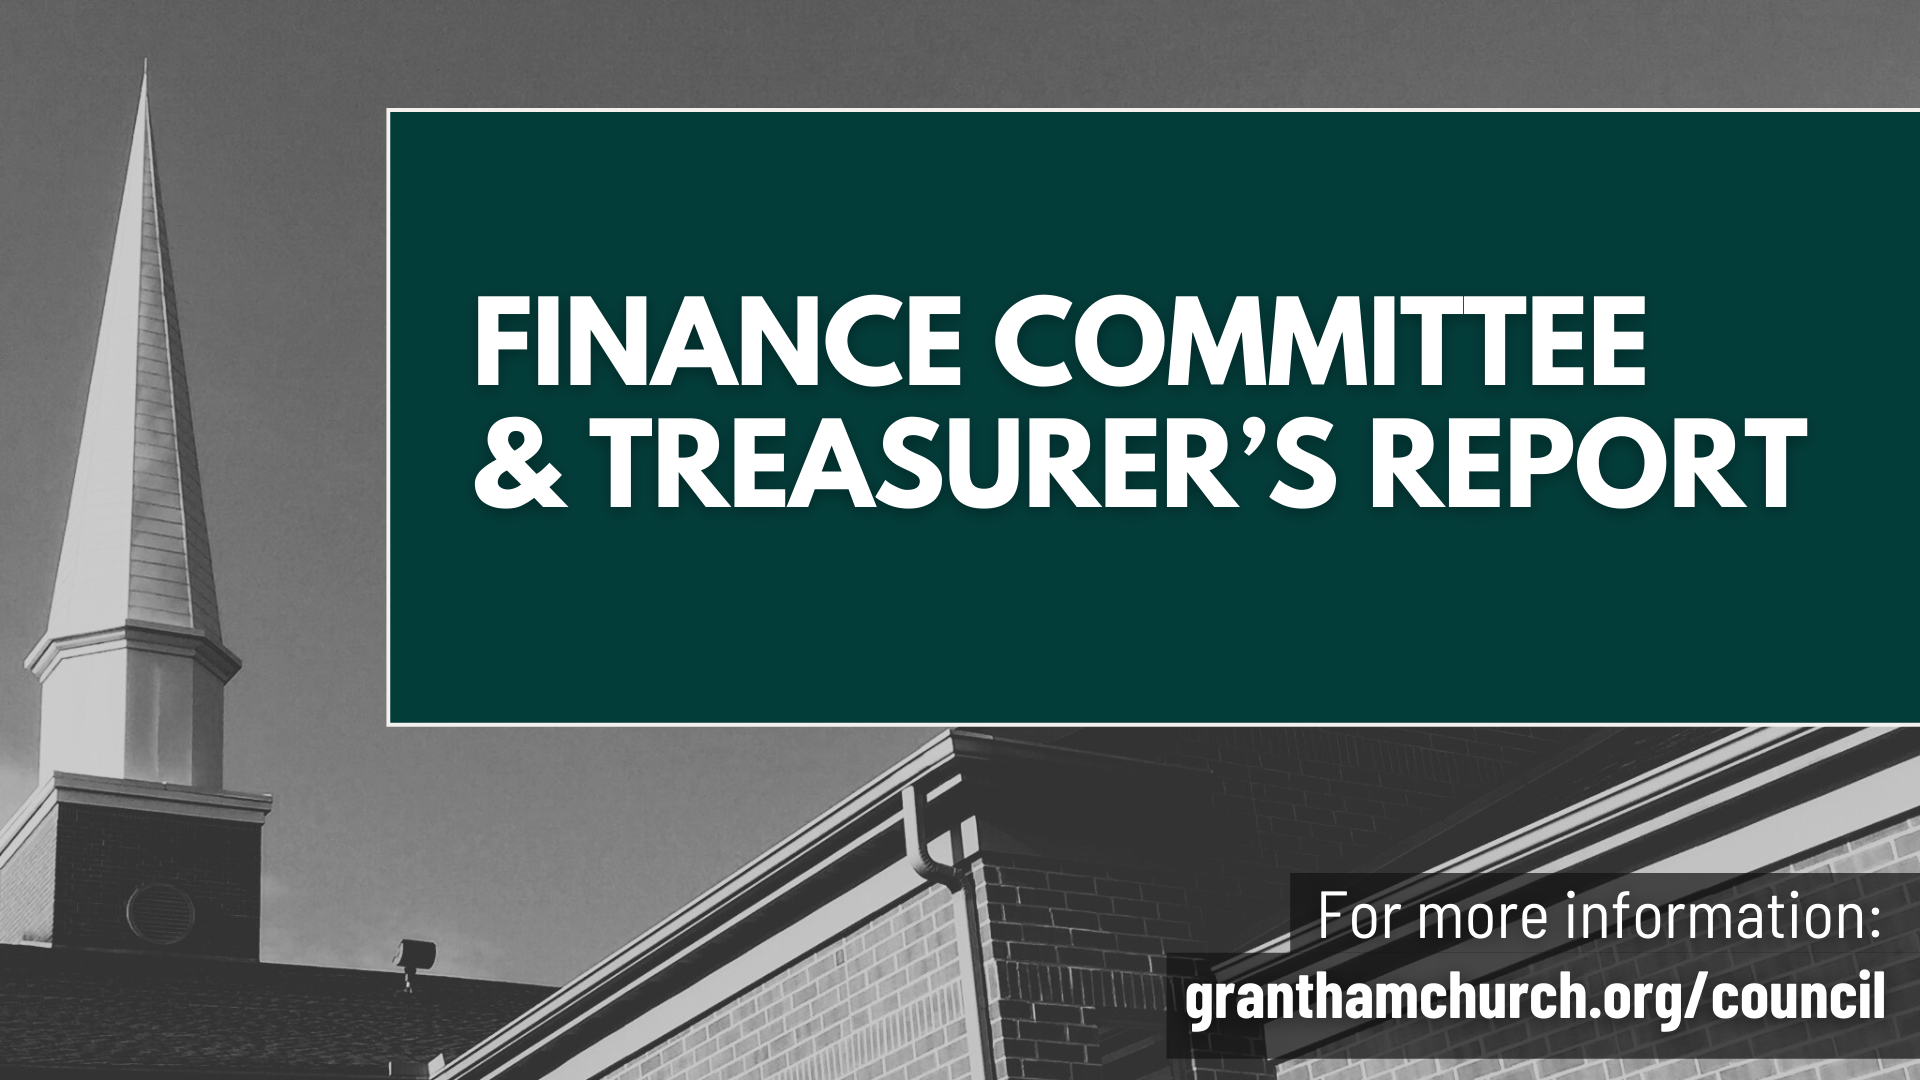 FINANCE COMMITTEE
& TREASURER’S REPORT
For more information:
granthamchurch.org/council